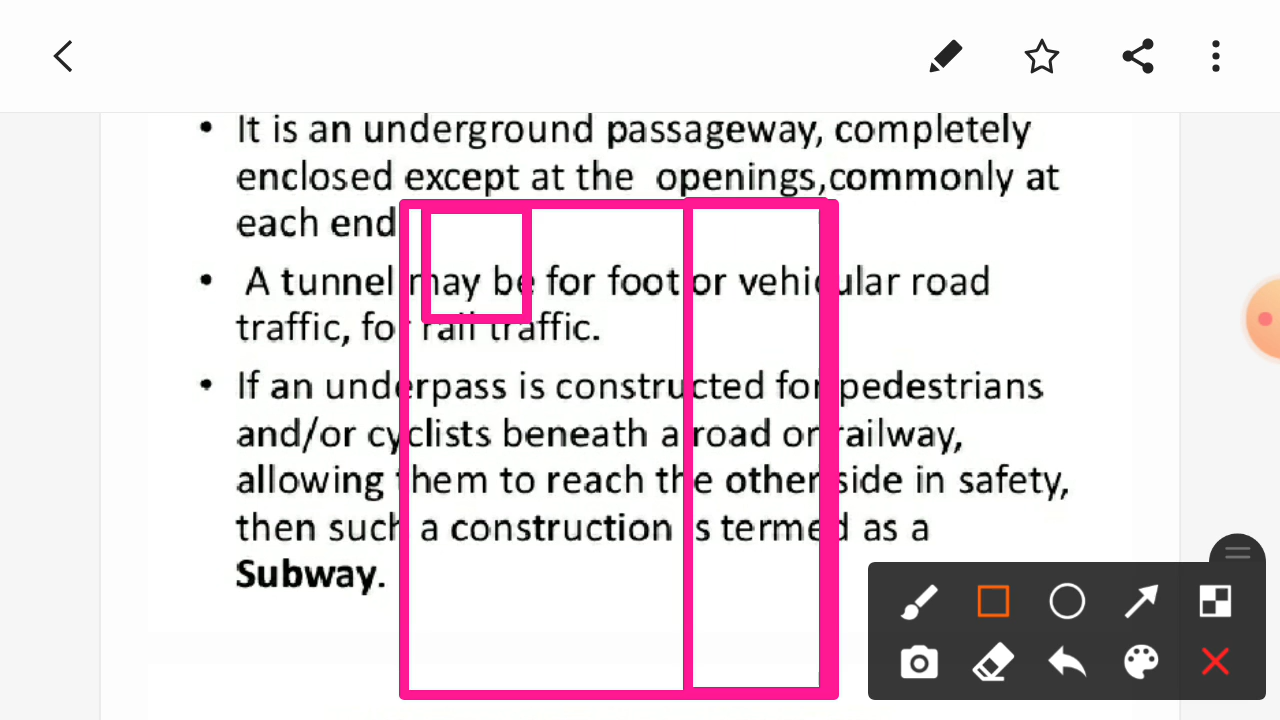 • It is an underground passageway, completely
enclosed except at the openings,commonly at
each end
• A tunnel may be for foot or vehicular road
traffic, for rail traffic.
• If an underpass is constructed for pedestrians
and/or cyclists beneath a road or railway,
allowing them to reach the other side in safety,
then such a construction is termed as a
Subway.